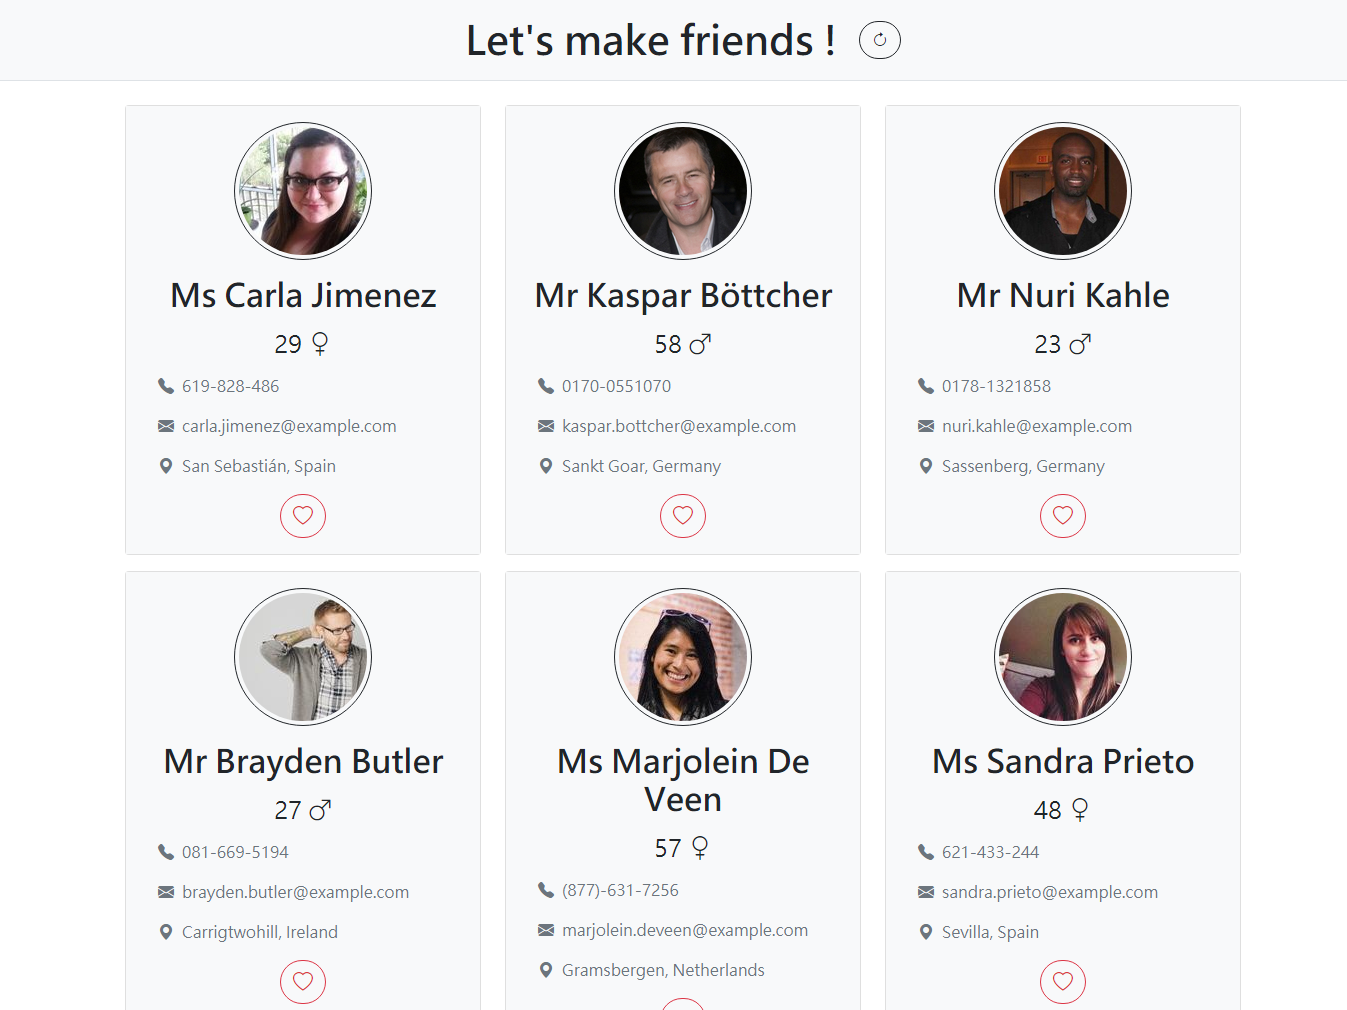 Let's make friends !
Ms Carla Jimenez
29
619-828-486
carla.jimenez@example.com
San Sebastián, Spain
Mr Kaspar Böttcher
58
0170-0551070
kaspar.bottcher@example.com
Sankt Goar, Germany
Mr Nuri Kahle
23
0178-1321858
nuri.kahle@example.com
Sassenberg, Germany
Mr Brayden Butler
27
081-669-5194
brayden.butler@example.com
Carrigtwohill, Ireland
Ms Marjolein De
Veen
57
(877)-631-7256
marjolein.deveen@example.com
Gramsbergen, Netherlands
Ms Sandra Prieto
48
621-433-244
sandra.prieto@example.com
Sevilla, Spain